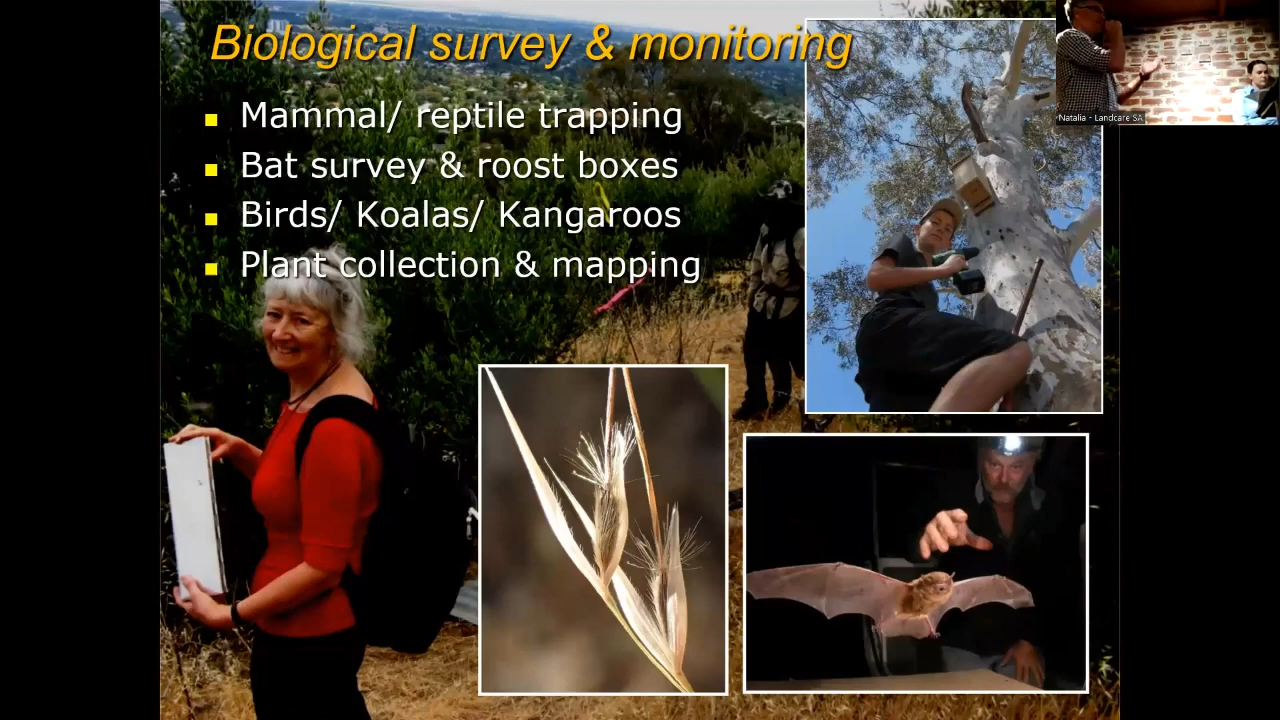 Biological survey & monitoring
Mammal/ reptile trapping
Bat survey & roost boxes
Birds/ Koalas/ Kangaroos
Plant collection & mapping
Natalia - Landcare SA